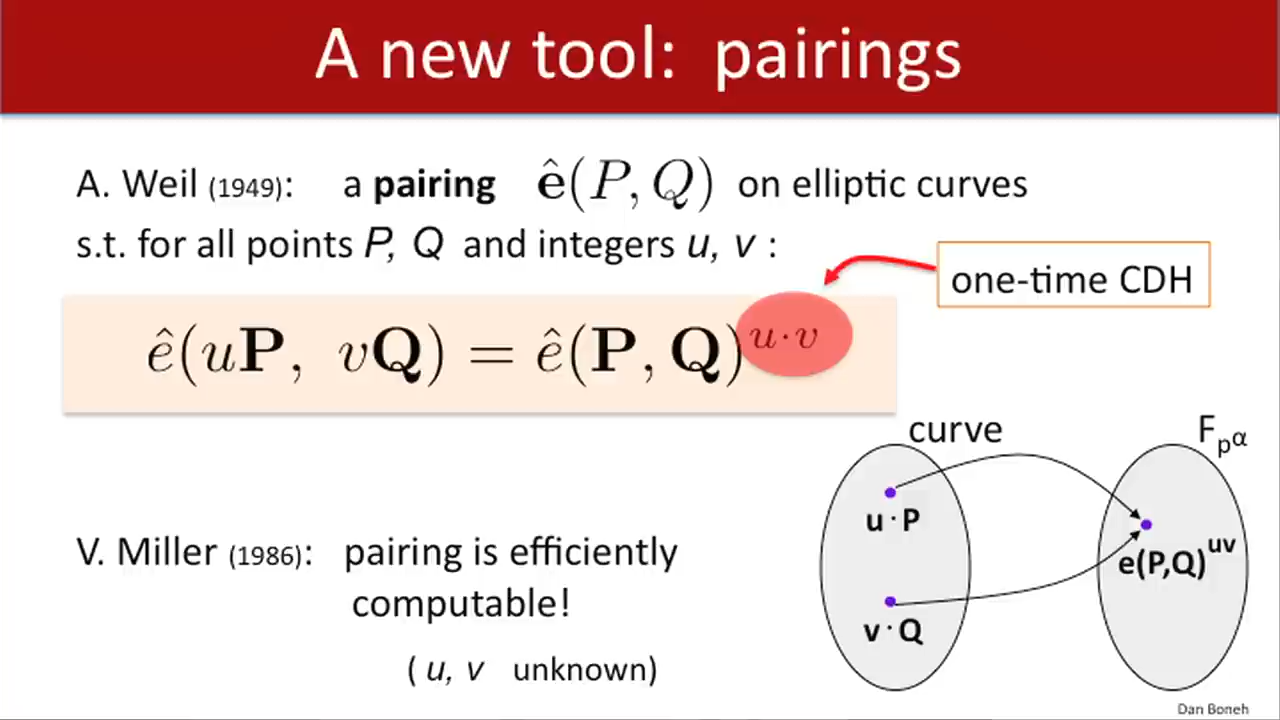 A new tool: pairings
A. Weil (1949): a pairing ê(P, Q) on elliptic curves
s.t. for all points P, Q and integers u, v :
one-time CDH
ê(uP, vQ) = ê(P, Q)^{u·v}
curve
F_{p^α}
u · P
e(P,Q)^{uv}
v · Q
V. Miller (1986): pairing is efficiently
computable!
( u, v unknown)
Dan Boneh